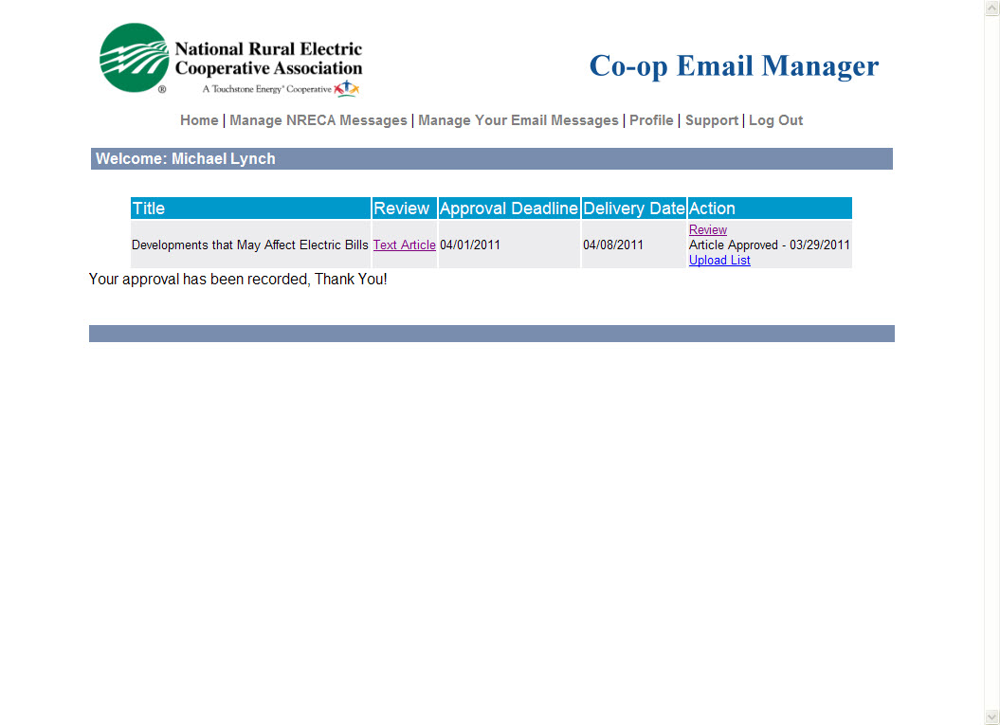 National Rural Electric
Cooperative Association
A Touchstone Energy® Cooperative
®
Co-op Email Manager
Home | Manage NRECA Messages | Manage Your Email Messages | Profile | Support | Log Out
Welcome: Michael Lynch
Title Review Approval Deadline Delivery Date Action
Developments that May Affect Electric Bills Text Article 04/01/2011 04/08/2011 Review
Article Approved - 03/29/2011
Upload List
Your approval has been recorded, Thank You!